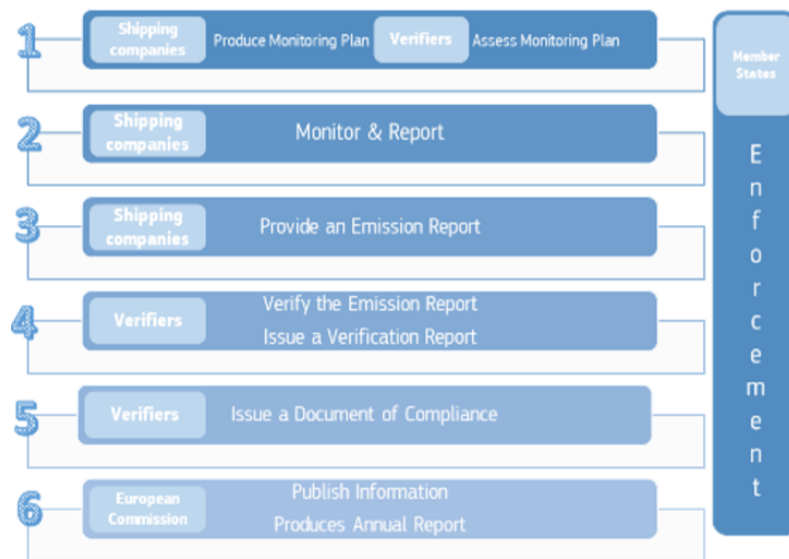 1
Shipping
companies
Produce Monitoring Plan
Verifiers
Assess Monitoring Plan
2
Shipping
companies
Monitor & Report
3
Shipping
companies
Provide an Emission Report
4
Verifiers
Verify the Emission Report
Issue a Verification Report
5
Verifiers
Issue a Document of Compliance
6
European
Commission
Publish Information
Produces Annual Report
Member
States
Enforcement